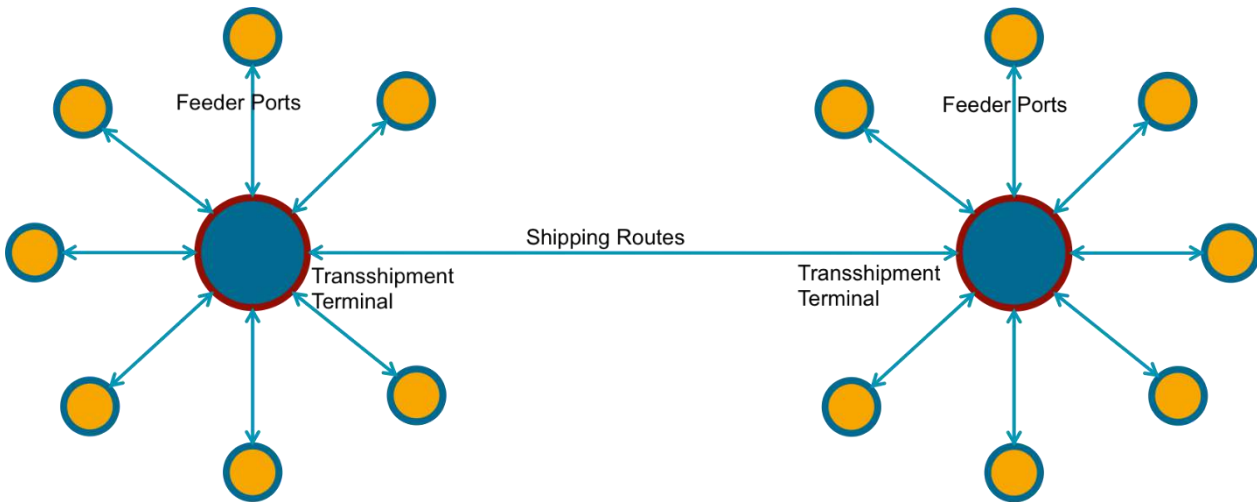 Feeder Ports
Feeder Ports
Shipping Routes
Transshipment
Terminal
Transshipment
Terminal